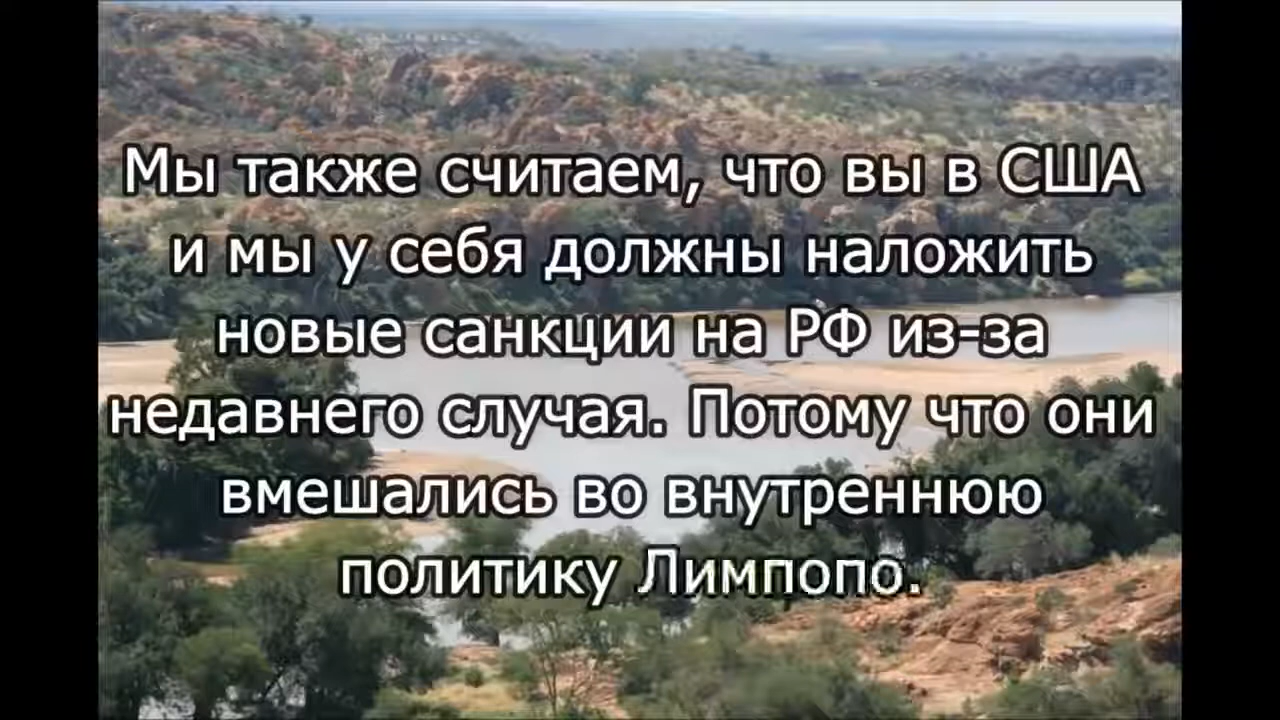 Мы также считаем, что вы в США
и мы у себя должны наложить
новые санкции на РФ из-за
недавнего случая. Потому что они
вмешались во внутреннюю
политику Лимпопо.